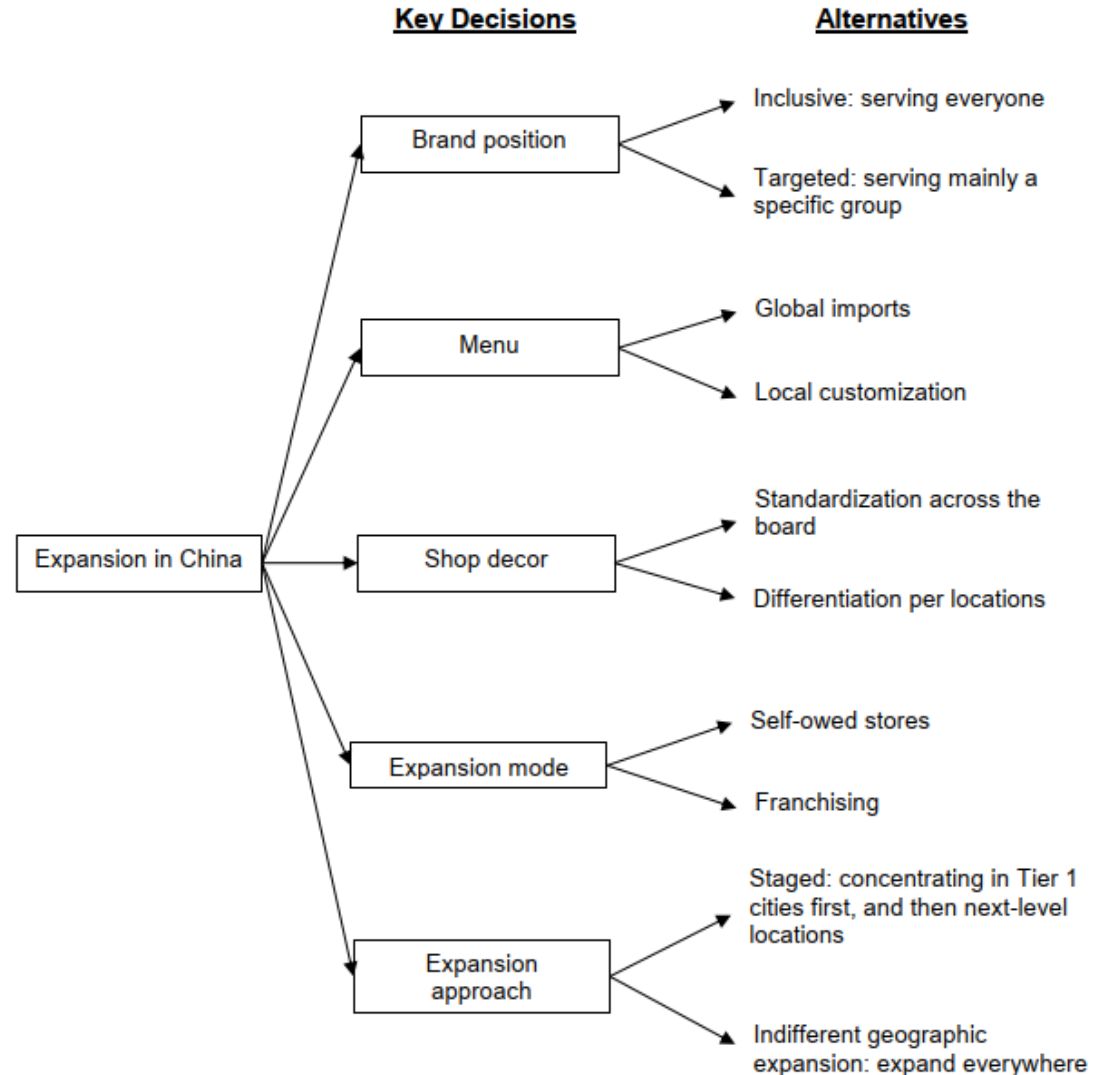 Key Decisions
Alternatives
Brand position
Inclusive: serving everyone
Targeted: serving mainly a
specific group
Menu
Global imports
Local customization
Expansion in China
Shop decor
Standardization across the
board
Differentiation per locations
Expansion mode
Self-owed stores
Franchising
Expansion
approach
Staged: concentrating in Tier 1
cities first, and then next-level
locations
Indifferent geographic
expansion: expand everywhere